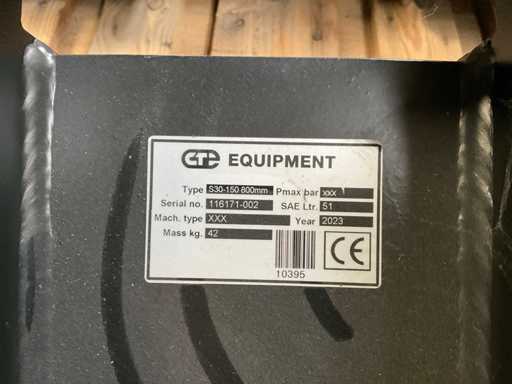 CTP EQUIPMENT
Type S30-150 800mm Pmax bar xxx
Serial no. 116171-002 SAE Ltr. 51
Mach. type XXX Year 2023
Mass kg. 42
CE
10395